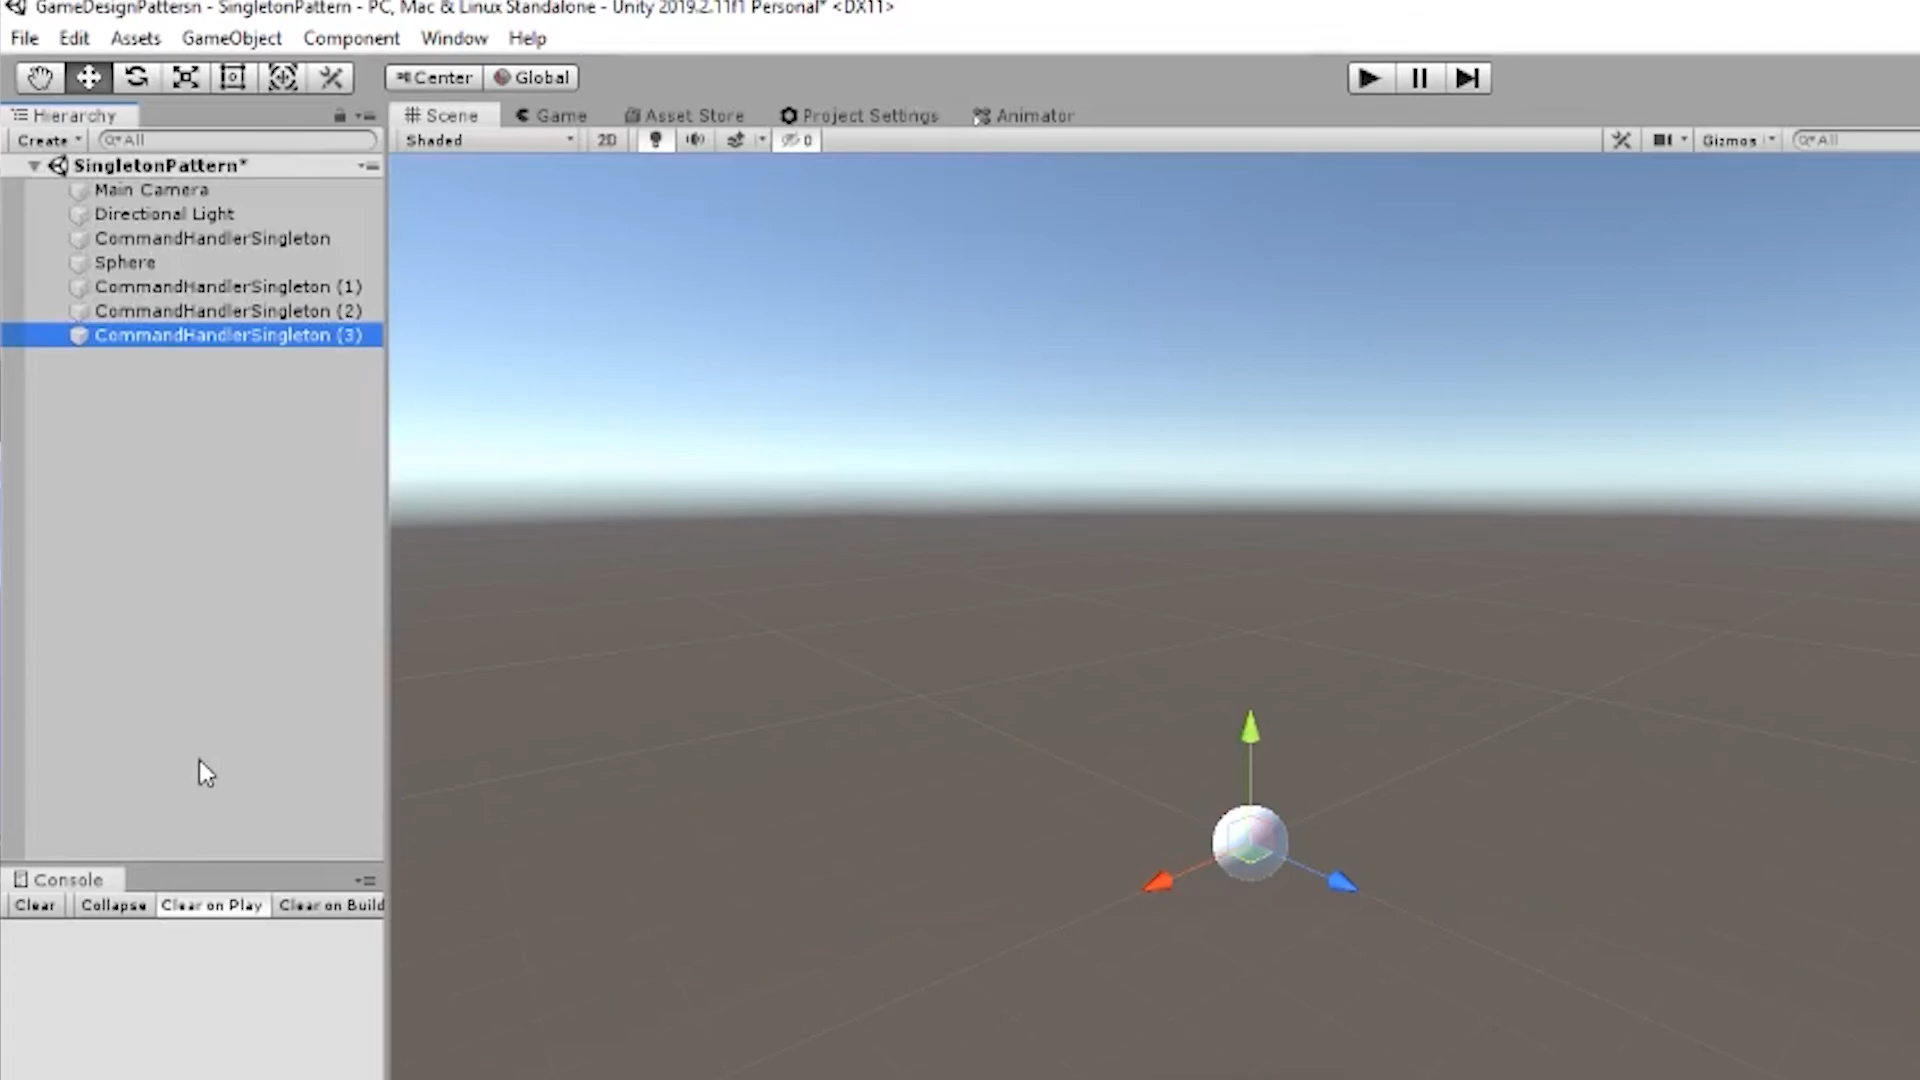 GameDesignPattersn - SingletonPattern - PC, Mac & Linux Standalone - Unity 2019.2.11f1 Personal* <DX11>
File Edit Assets GameObject Component Window Help
Center Global
Hierarchy Scene Game Asset Store Project Settings Animator
Create All Shaded 2D 0 Gizmos All
SingletonPattern*
Main Camera
Directional Light
CommandHandlerSingleton
Sphere
CommandHandlerSingleton (1)
CommandHandlerSingleton (2)
CommandHandlerSingleton (3)
Console
Clear Collapse Clear on Play Clear on Build